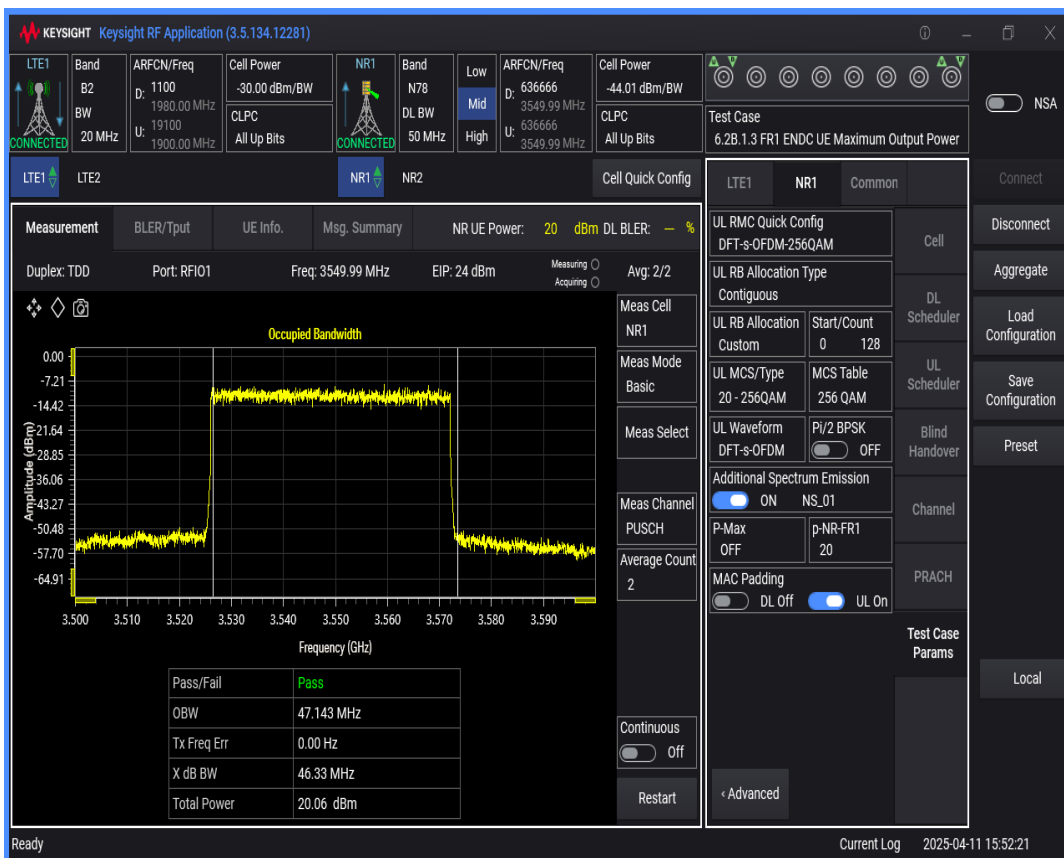 KEYSIGHT Keysight RF Application (3.5.134.12281)
LTE1 Band ARFCN/Freq Cell Power NR1 Band Low ARFCN/Freq Cell Power
B2 D: 1100 -30.00 dBm/BW N78 D: 636666 -44.01 dBm/BW
1980.00 MHz 3549.99 MHz
BW CLPC DL BW Mid CLPC Test Case
CONNECTED 20 MHz U: 19100 All Up Bits CONNECTED 50 MHz High U: 636666 All Up Bits 6.2B.1.3 FR1 ENDC UE Maximum Output Power
1900.00 MHz 3549.99 MHz
NSA
LTE1 LTE2 NR1 NR2 Cell Quick Config
Measurement BLER/Tput UE Info. Msg. Summary NR UE Power: 20 dBm DL BLER: — %
Duplex: TDD Port: RFIO1 Freq: 3549.99 MHz EIP: 24 dBm Measuring Avg: 2/2
Acquiring
Occupied Bandwidth
Amplitude (dBm)
0.00
-7.21
-14.42
-21.64
-28.85
-36.06
-43.27
-50.48
-57.70
-64.91
3.500 3.510 3.520 3.530 3.540 3.550 3.560 3.570 3.580 3.590
Frequency (GHz)
Pass/Fail Pass
OBW 47.143 MHz
Tx Freq Err 0.00 Hz
X dB BW 46.33 MHz
Total Power 20.06 dBm
Meas Cell
NR1
Meas Mode
Basic
Meas Select
Meas Channel
PUSCH
Average Count
2
Continuous
Off
Restart
LTE1 NR1 Common
UL RMC Quick Config
DFT-s-OFDM-256QAM
UL RB Allocation Type
Contiguous
UL RB Allocation Start/Count
Custom 0 128
UL MCS/Type MCS Table
20 - 256QAM 256 QAM
UL Waveform Pi/2 BPSK
DFT-s-OFDM OFF
Additional Spectrum Emission
ON NS_01
P-Max p-NR-FR1
OFF 20
MAC Padding
DL Off UL On
‹ Advanced
Cell
DL
Scheduler
UL
Scheduler
Blind
Handover
Channel
PRACH
Test Case
Params
Connect
Disconnect
Aggregate
Load
Configuration
Save
Configuration
Preset
Local
Ready Current Log 2025-04-11 15:52:21